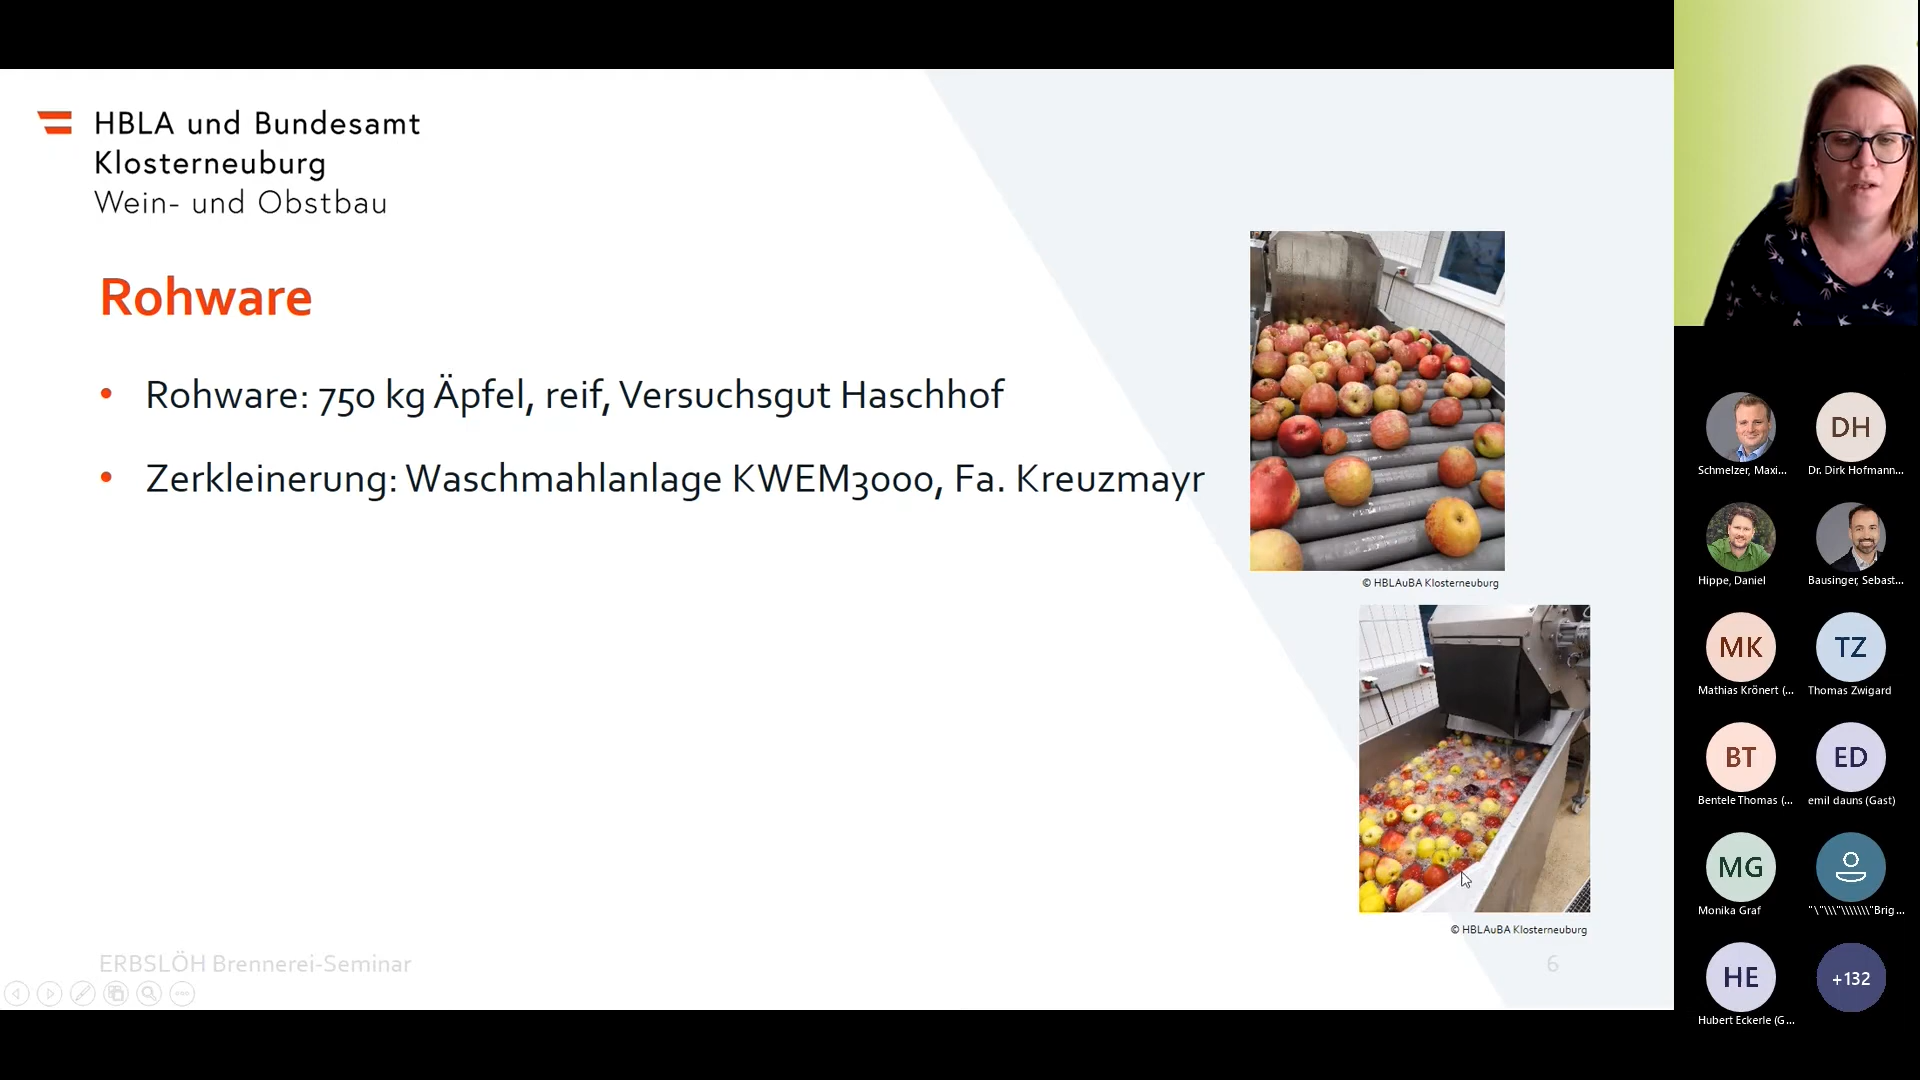 HBLA und Bundesamt
Klosterneuburg
Wein- und Obstbau
Rohware
• Rohware: 750 kg Äpfel, reif, Versuchsgut Haschhof
• Zerkleinerung: Waschmahlanlage KWEM3000, Fa. Kreuzmayr
© HBLAuBA Klosterneuburg
© HBLAuBA Klosterneuburg
ERBSLÖH Brennerei-Seminar
6
Schmelzer, Maxi...
DH
Dr. Dirk Hofmann...
Hippe, Daniel
Bausinger, Sebast...
MK
Mathias Krönert (...
TZ
Thomas Zwigard
BT
Bentele Thomas (...
ED
emil dauns (Gast)
MG
Monika Graf
"\"\\\"\\\\\\\"Brig...
HE
Hubert Eckerle (G...
+132